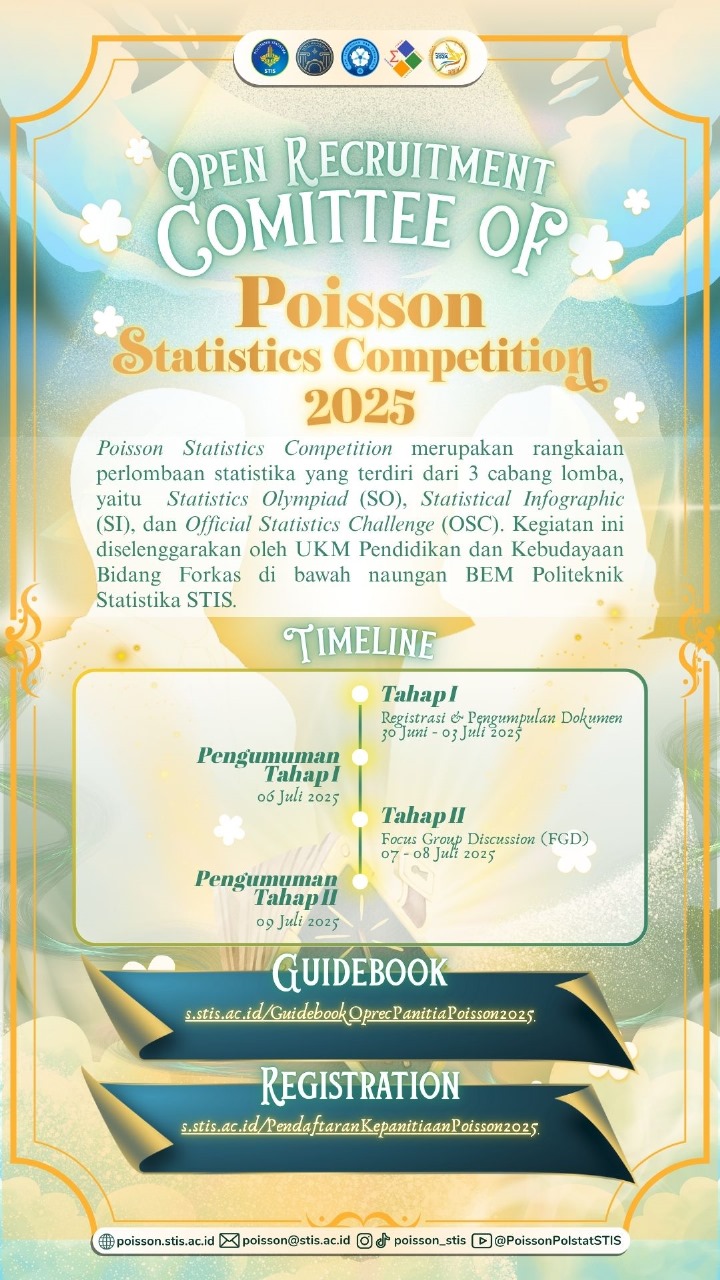 STIS
Open Recruitment
Comittee of
Poisson
Statistics Competition
2025
Poisson Statistics Competition merupakan rangkaian
perlombaan statistika yang terdiri dari 3 cabang lomba,
yaitu Statistics Olympiad (SO), Statistical Infographic
(SI), dan Official Statistics Challenge (OSC). Kegiatan ini
diselenggarakan oleh UKM Pendidikan dan Kebudayaan
Bidang Forkas di bawah naungan BEM Politeknik
Statistika STIS.
Timeline
Tahap I
Registrasi & Pengumpulan Dokumen
30 Juni - 03 Juli 2025
Pengumuman
Tahap I
06 Juli 2025
Tahap II
Focus Group Discussion (FGD)
07 - 08 Juli 2025
Pengumuman
Tahap II
09 Juli 2025
Guidebook
s.stis.ac.id/GuidebookOprecPanitiaPoisson2025
Registration
s.stis.ac.id/PendaftaranKepanitiaanPoisson2025
poisson.stis.ac.id poisson@stis.ac.id poisson_stis @PoissonPolstatSTIS